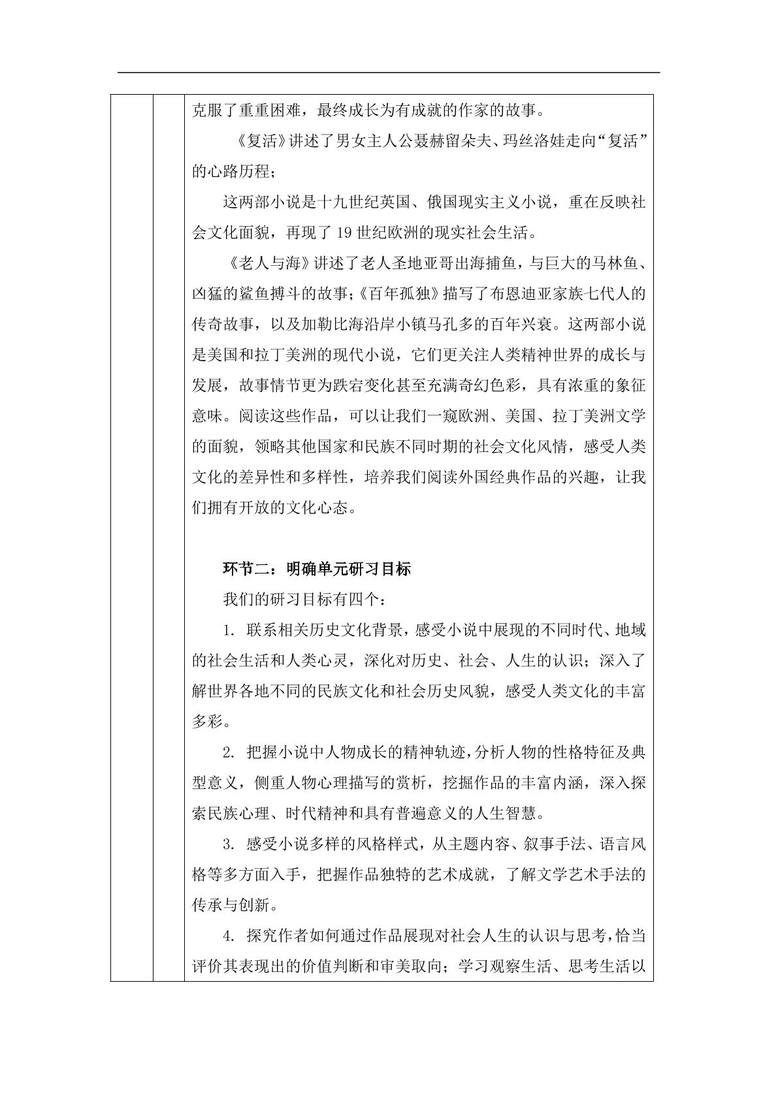 克服了重重困难，最终成长为有成就的作家的故事。
《复活》讲述了男女主人公聂赫留朵夫、玛丝洛娃走向“复活”
的心路历程；
这两部小说是十九世纪英国、俄国现实主义小说，重在反映社
会文化面貌，再现了 19 世纪欧洲的现实社会生活。
《老人与海》讲述了老人圣地亚哥出海捕鱼，与巨大的马林鱼、
凶猛的鲨鱼搏斗的故事；《百年孤独》描写了布恩迪亚家族七代人的
传奇故事，以及加勒比海沿岸小镇马孔多的百年兴衰。这两部小说
是美国和拉丁美洲的现代小说，它们更关注人类精神世界的成长与
发展，故事情节更为跌宕变化甚至充满奇幻色彩，具有浓重的象征
意味。阅读这些作品，可以让我们一窥欧洲、美国、拉丁美洲文学
的面貌，领略其他国家和民族不同时期的社会文化风情，感受人类
文化的差异性和多样性，培养我们阅读外国经典作品的兴趣，让我
们拥有开放的文化心态。
环节二：明确单元研习目标
我们的研习目标有四个：
1. 联系相关历史文化背景，感受小说中展现的不同时代、地域
的社会生活和人类心灵，深化对历史、社会、人生的认识；深入了
解世界各地不同的民族文化和社会历史风貌，感受人类文化的丰富
多彩。
2. 把握小说中人物成长的精神轨迹，分析人物的性格特征及典
型意义，侧重人物心理描写的赏析，挖掘作品的丰富内涵，深入探
索民族心理、时代精神和具有普遍意义的人生智慧。
3. 感受小说多样的风格样式，从主题内容、叙事手法、语言风
格等多方面入手，把握作品独特的艺术成就，了解文学艺术手法的
传承与创新。
4. 探究作者如何通过作品展现对社会人生的认识与思考，恰当
评价其表现出的价值判断和审美取向；学习观察生活、思考生活以